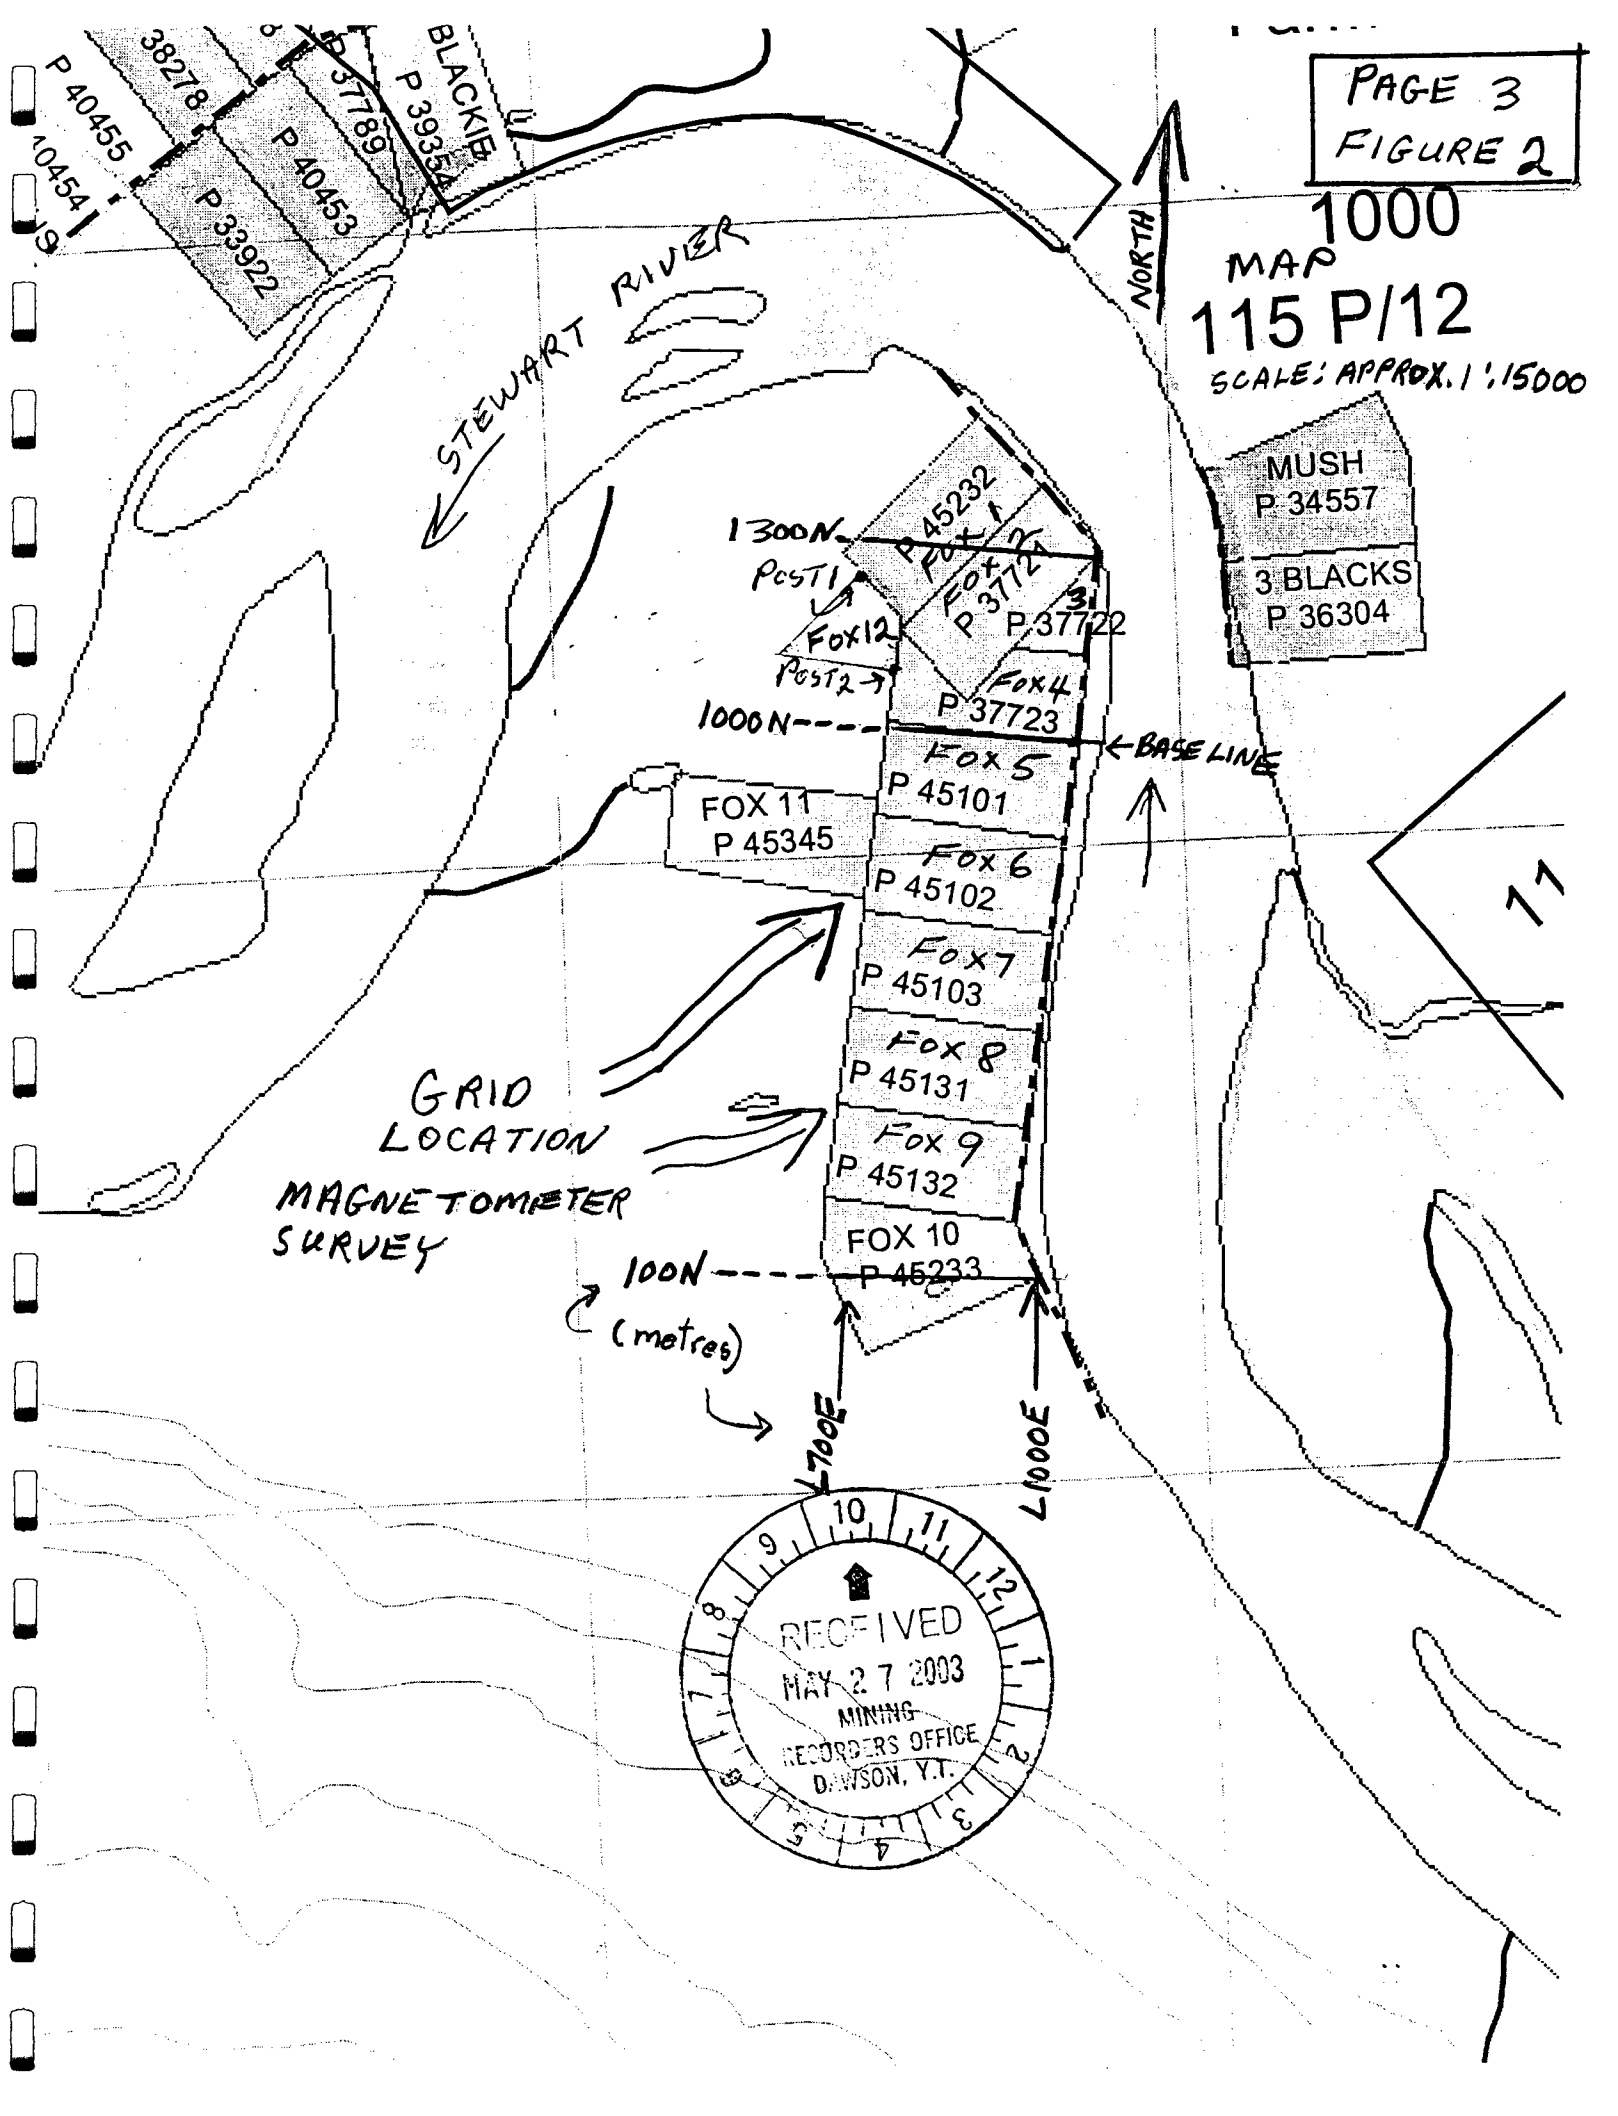 PAGE 3
FIGURE 2
1000
MAP
115 P/12
SCALE: APPROX. 1:15000
NORTH
P 40455
38278
P 37789
BLACKIE
P 39354
P 40453
P 33922
STEWART RIVER
MUSH
P 34557
3 BLACKS
P 36304
P 45232
FOX 1
FOX 2
P 37721
1300N
POST 1
3
P 37722
FOX 12
POST 2
FOX 4
P 37723
1000N
BASE LINE
FOX 5
P 45101
FOX 11
P 45345
FOX 6
P 45102
11
FOX 7
P 45103
FOX 8
P 45131
GRID
LOCATION
FOX 9
P 45132
MAGNETOMETER
SURVEY
FOX 10
P 45233
100N
(metres)
L700E
L1000E
10
11
12
1
2
3
4
5
6
7
8
9
RECEIVED
MAY 27 2003
MINING
RECORDERS OFFICE
DAWSON, Y.T.